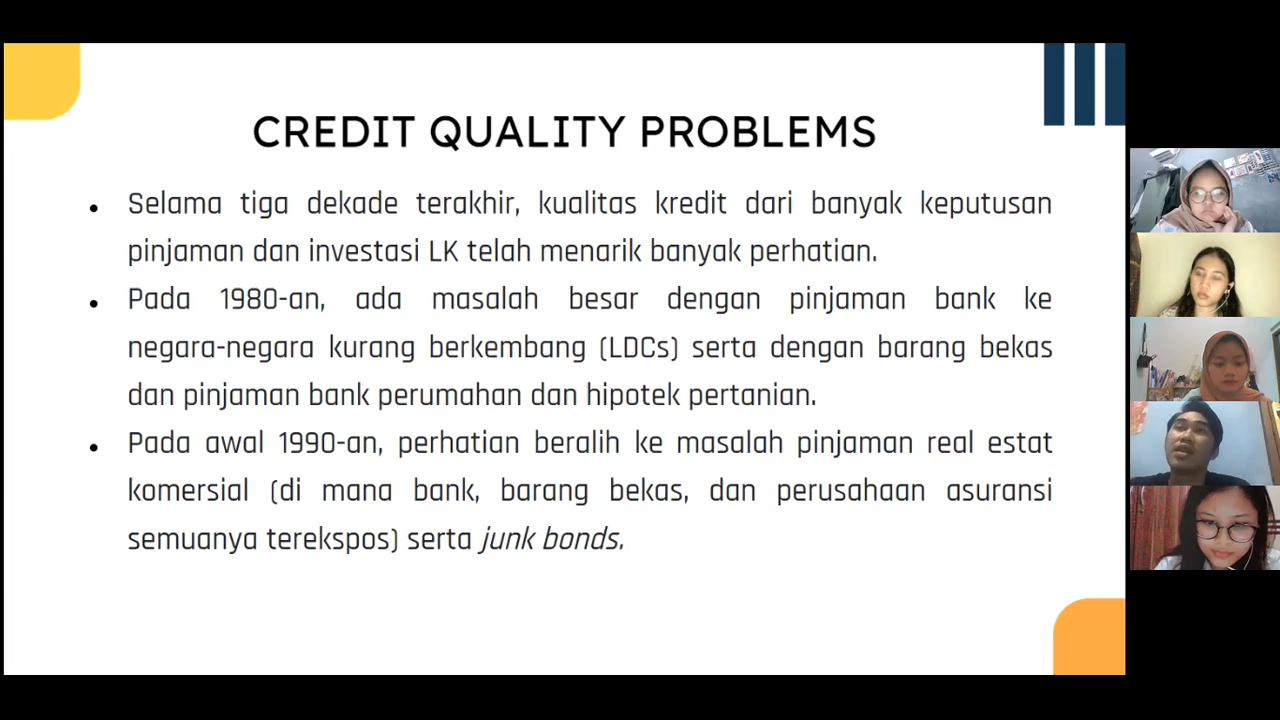 CREDIT QUALITY PROBLEMS
Selama tiga dekade terakhir, kualitas kredit dari banyak keputusan
pinjaman dan investasi LK telah menarik banyak perhatian.
Pada 1980-an, ada masalah besar dengan pinjaman bank ke
negara-negara kurang berkembang (LDCs) serta dengan barang bekas
dan pinjaman bank perumahan dan hipotek pertanian.
Pada awal 1990-an, perhatian beralih ke masalah pinjaman real estat
komersial (di mana bank, barang bekas, dan perusahaan asuransi
semuanya terekspos) serta junk bonds.